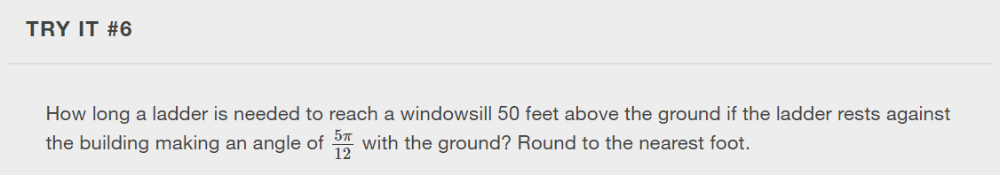 TRY IT #6
How long a ladder is needed to reach a windowsill 50 feet above the ground if the ladder rests against
the building making an angle of \frac{5\pi}{12} with the ground? Round to the nearest foot.